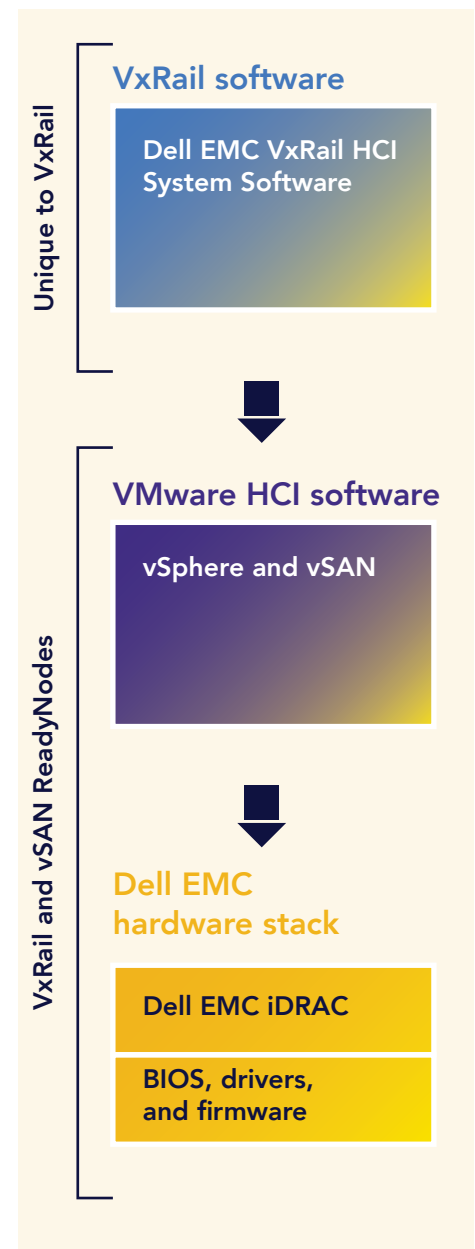 Unique to VxRail
VxRail software
Dell EMC VxRail HCI
System Software
VxRail and vSAN ReadyNodes
VMware HCI software
vSphere and vSAN
Dell EMC
hardware stack
Dell EMC iDRAC
BIOS, drivers,
and firmware